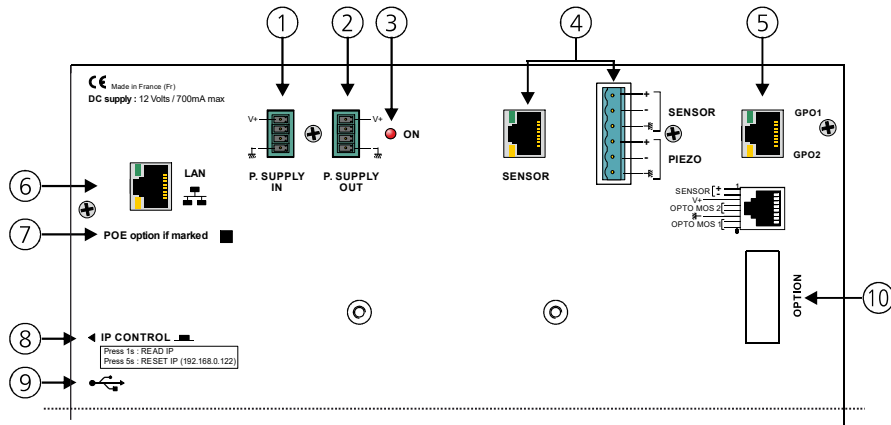 1
2
3
4
5
CE Made in France (Fr)
DC supply : 12 Volts / 700mA max
V+
P. SUPPLY
IN
V+
P. SUPPLY
OUT
ON
SENSOR
+
-
SENSOR
+
-
PIEZO
GPO1
GPO2
6
LAN
7
POE option if marked
SENSOR
+
-
V+
OPTO MOS 2
OPTO MOS 1
1
8
OPTION
10
8
IP CONTROL
Press 1s : READ IP
Press 5s : RESET IP (192.168.0.122)
9